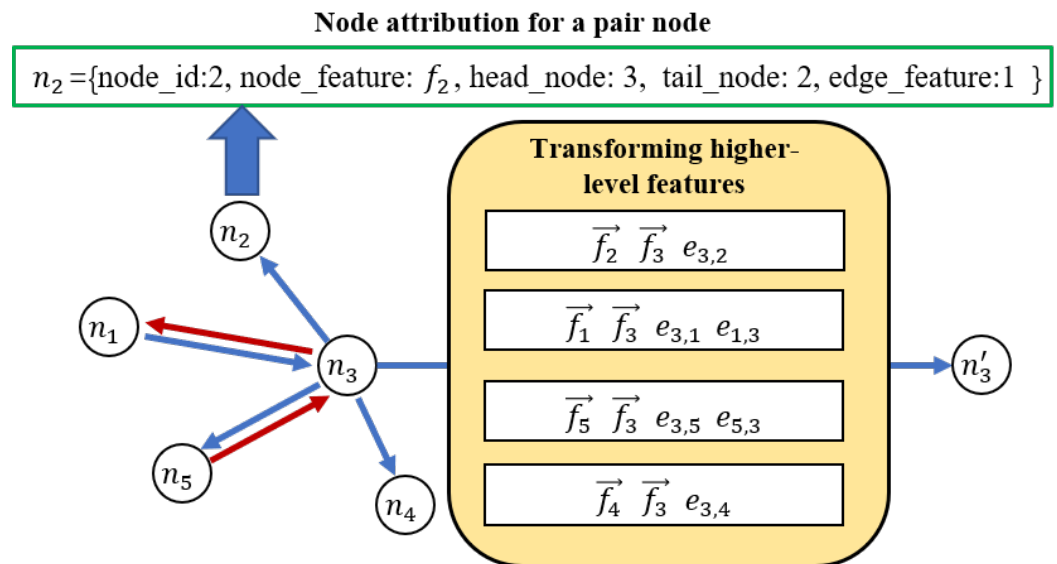 Node attribution for a pair node
n₂ ={node_id:2, node_feature: f₂, head_node: 3, tail_node: 2, edge_feature:1 }
Transforming higher-
level features
n₂
f₂⃗ f₃⃗ e₃,₂
n₁
f₁⃗ f₃⃗ e₃,₁ e₁,₃
n₃
n₃′
f₅⃗ f₃⃗ e₃,₅ e₅,₃
n₅
n₄
f₄⃗ f₃⃗ e₃,₄